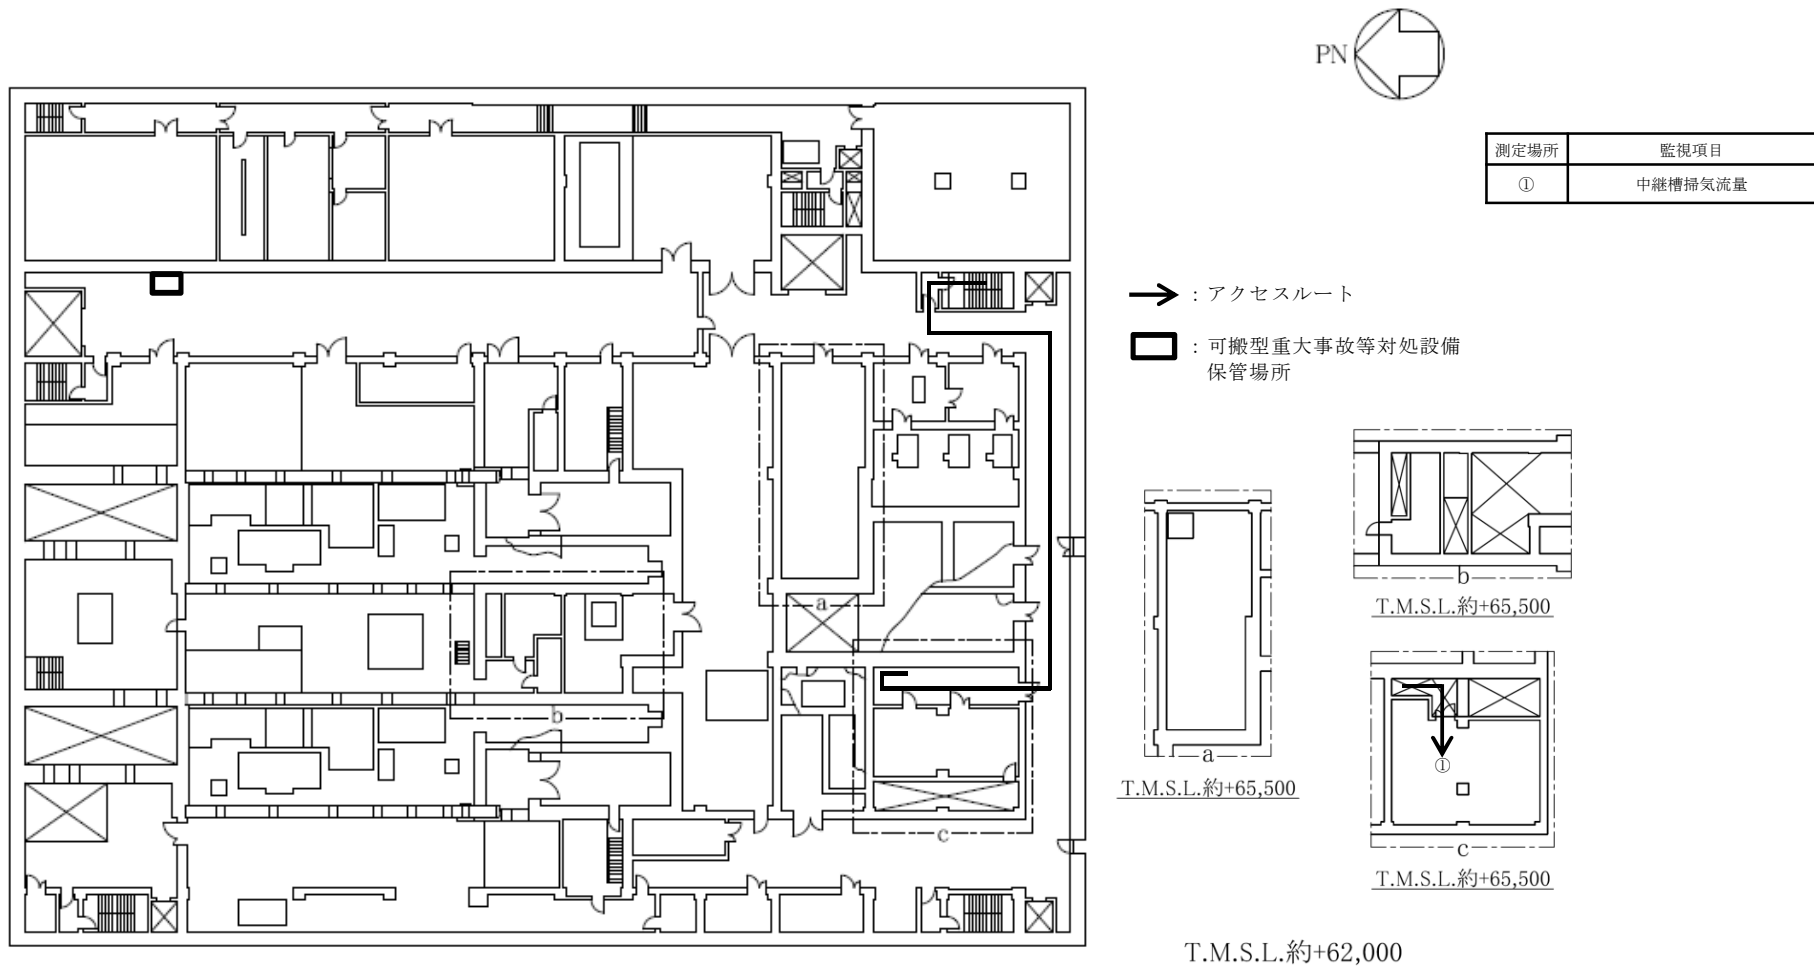 PN
測定場所 監視項目
① 中継槽掃気流量
: アクセスルート
: 可搬型重大事故等対処設備
保管場所
a
b
c
a
T.M.S.L.約+65,500
b
T.M.S.L.約+65,500
①
c
T.M.S.L.約+65,500
T.M.S.L.約+62,000